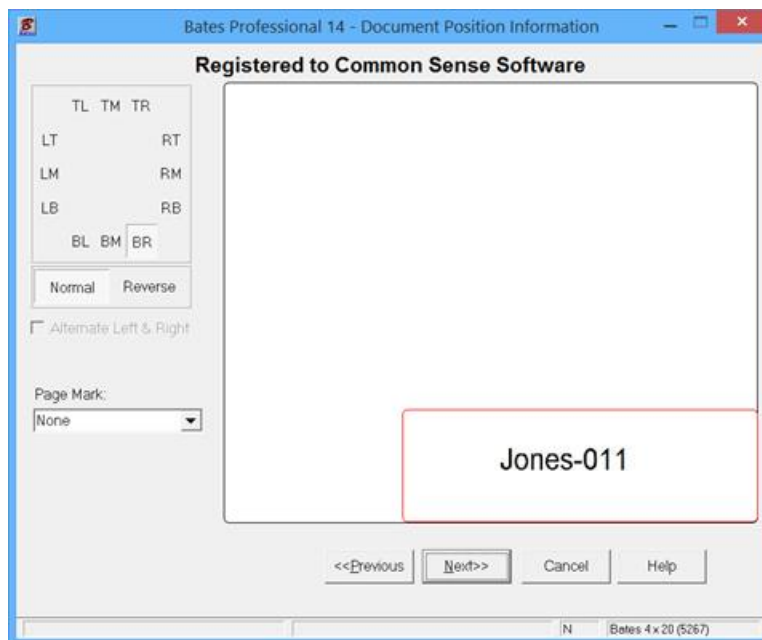 Bates Professional 14 - Document Position Information
Registered to Common Sense Software
TL TM TR
LT RT
LM RM
LB RB
BL BM BR
Normal Reverse
Alternate Left & Right
Page Mark:
None
Jones-011
<<Previous Next>> Cancel Help
N Bates 4 x 20 (5267)